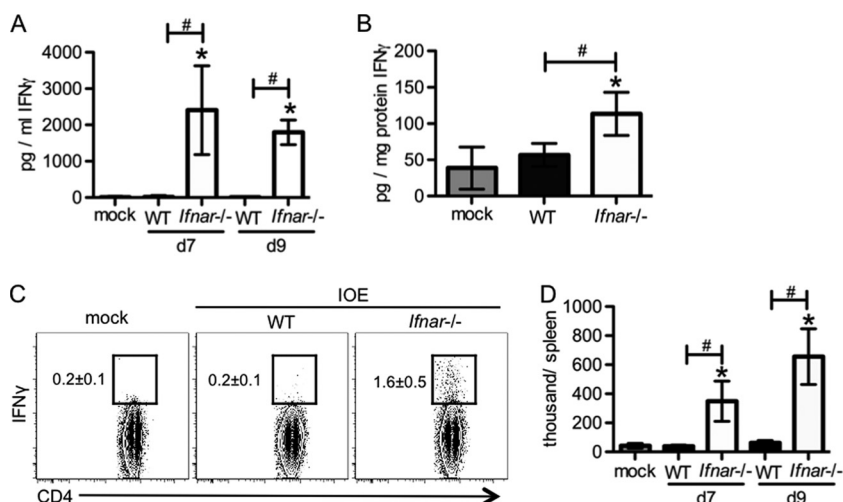 A
#
*
#
*
4000
3000
2000
1000
0
pg / ml IFNγ
mock WT Ifnar-/- WT Ifnar-/-
d7 d9
B
#
*
200
150
100
50
0
pg / mg protein IFNγ
mock WT Ifnar-/-
C
IOE
mock WT Ifnar-/-
0.2±0.1 0.2±0.1 1.6±0.5
IFNγ
CD4
D
#
*
#
*
1000
800
600
400
200
0
thousand/ spleen
mock WT Ifnar-/- WT Ifnar-/-
d7 d9